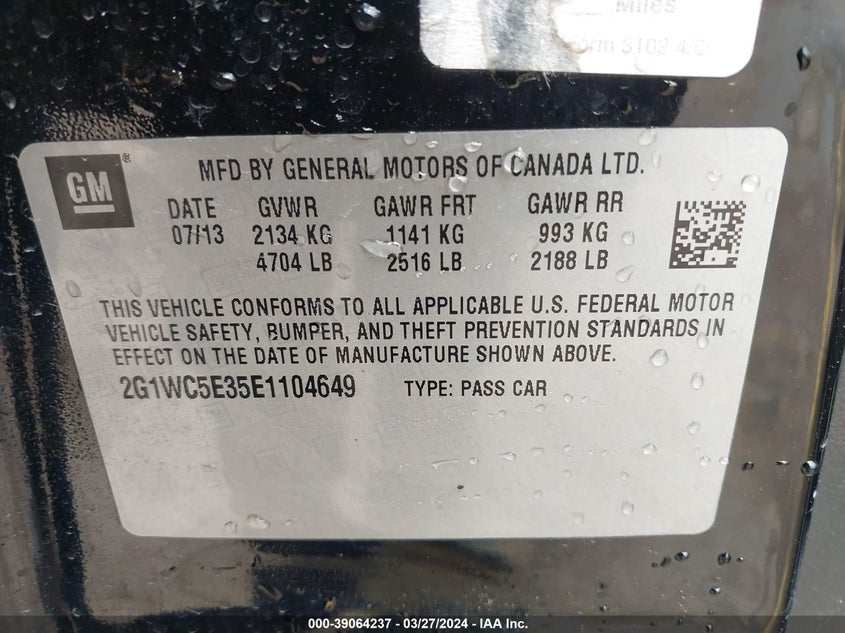 Miles
Form 3102
GM®
MFD BY GENERAL MOTORS OF CANADA LTD.
DATE GVWR GAWR FRT GAWR RR
07/13 2134 KG 1141 KG 993 KG
4704 LB 2516 LB 2188 LB
THIS VEHICLE CONFORMS TO ALL APPLICABLE U.S. FEDERAL MOTOR
VEHICLE SAFETY, BUMPER, AND THEFT PREVENTION STANDARDS IN
EFFECT ON THE DATE OF MANUFACTURE SHOWN ABOVE.
2G1WC5E35E1104649 TYPE: PASS CAR
000-39064237 - 03/27/2024 - IAA Inc.